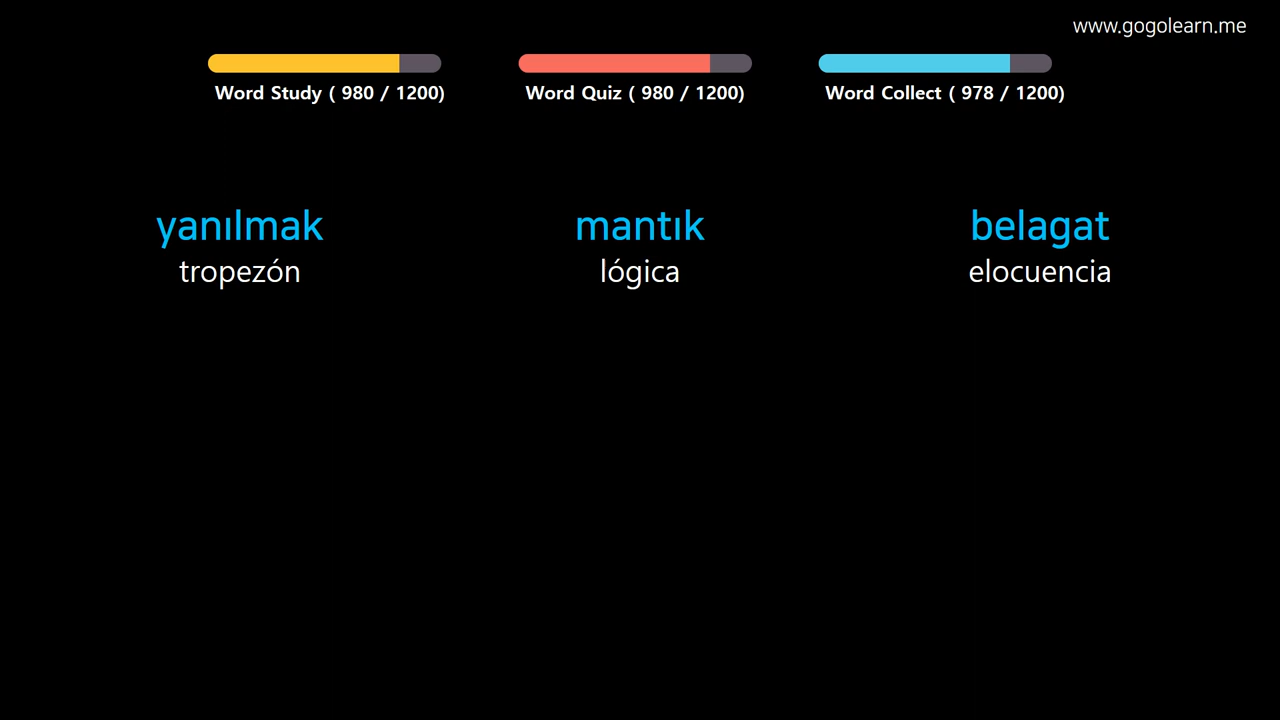 www.gogolearn.me
Word Study ( 980 / 1200)
Word Quiz ( 980 / 1200)
Word Collect ( 978 / 1200)
yanılmak
tropezón
mantık
lógica
belagat
elocuencia